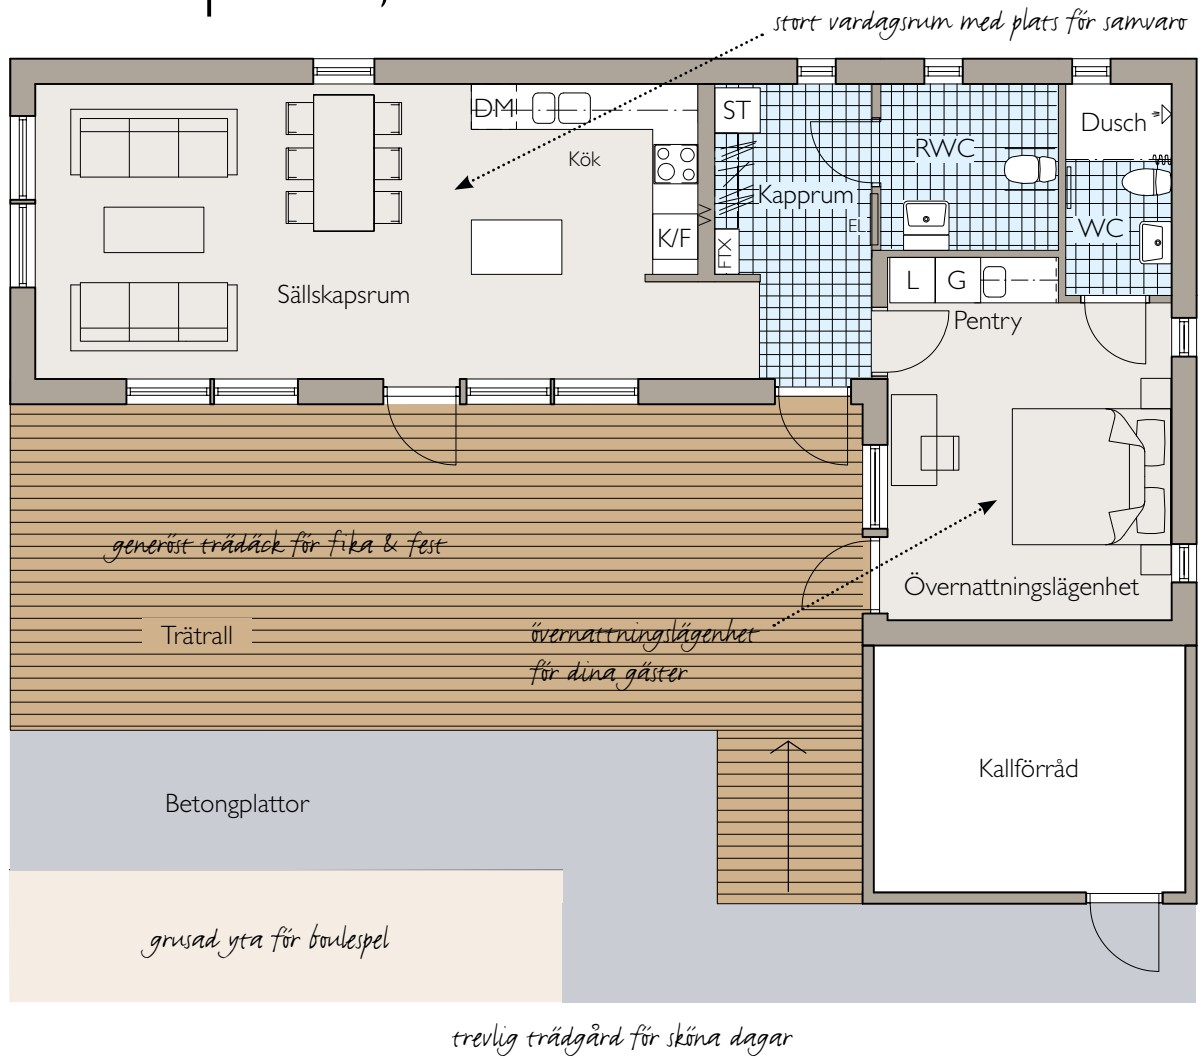 stort vardagsrum med plats för samvaro
DM
ST
Dusch
Kök
RWC
Kapprum
EL
WC
K/F
FTX
L G
Sällskapsrum
Pentry
generöst trädäck för fika & fest
Övernattningslägenhet
Trätrall
övernattningslägenhet
för dina gäster
Kallförråd
Betongplattor
grusad yta för boulespel
trevlig trädgård för sköna dagar